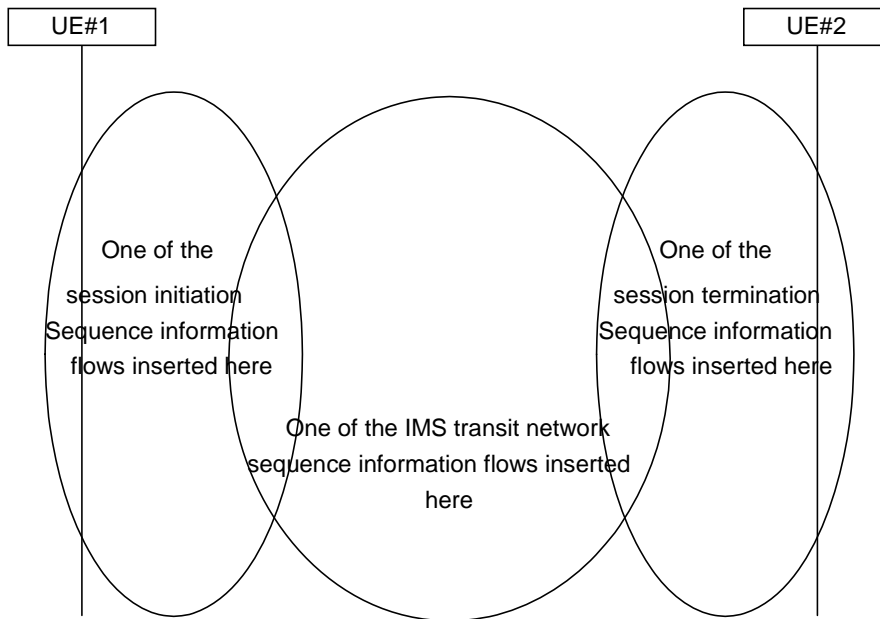 UE#1
UE#2
One of the
session initiation
Sequence information
flows inserted here
One of the
session termination
Sequence information
flows inserted here
One of the IMS transit network
sequence information flows inserted
here